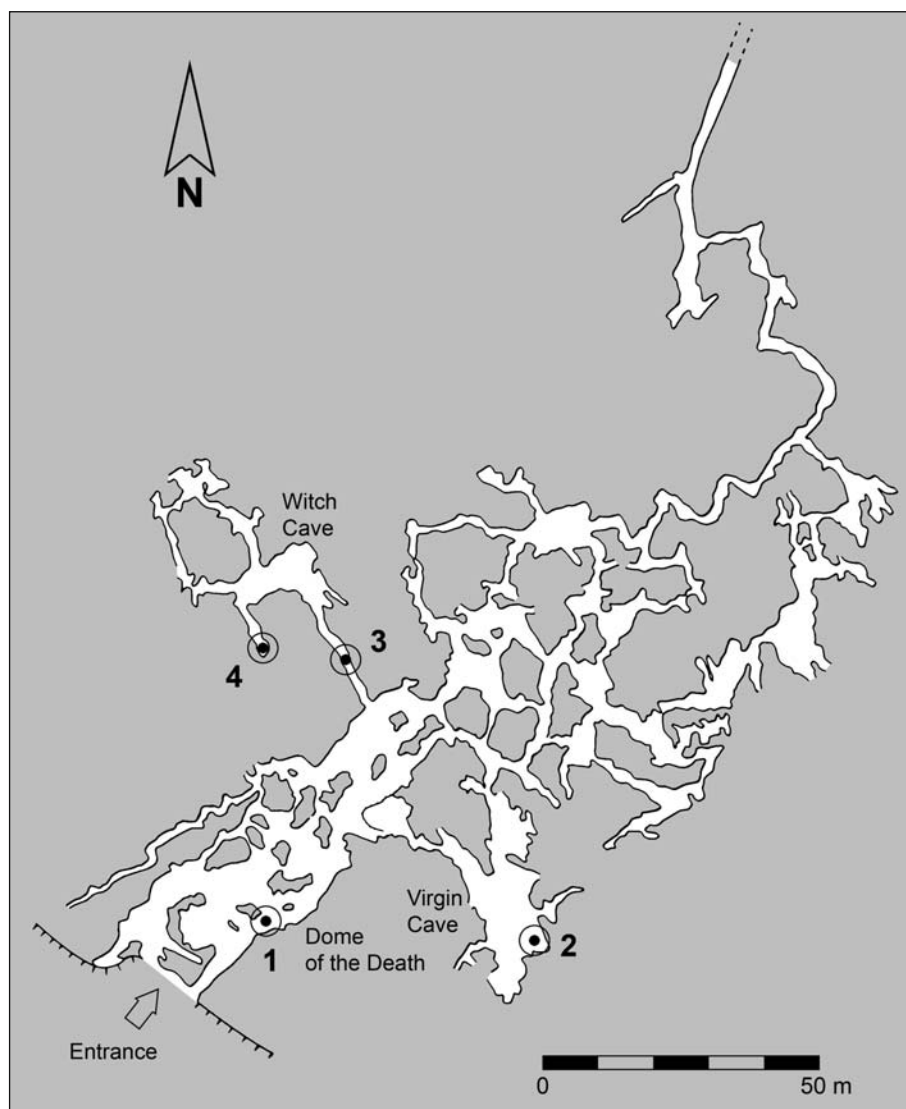 N
Witch
Cave
3
4
Virgin
Cave
2
1
Dome
of the Death
Entrance
0
50 m